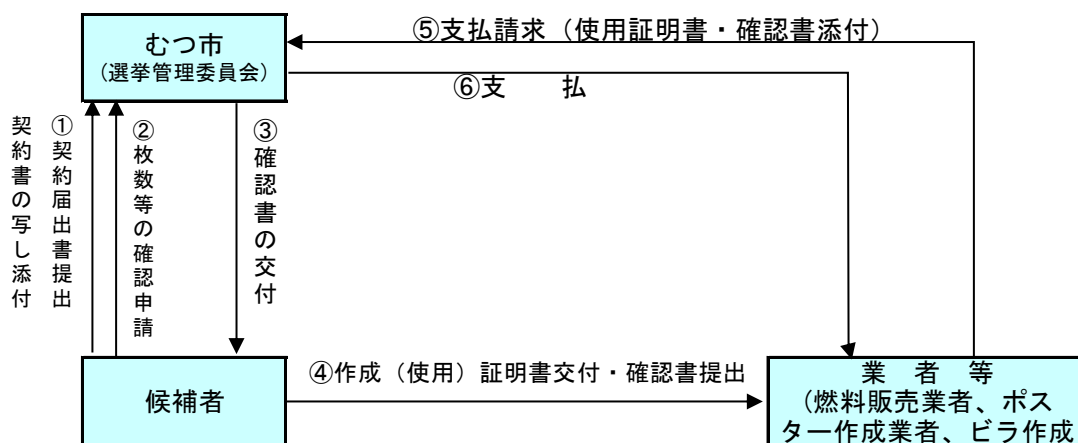 むつ市
（選挙管理委員会）
⑤支払請求（使用証明書・確認書添付）
⑥支　　払
①契約届出書提出
契約書の写し添付
②枚数等の確認申請
③確認書の交付
候補者
④作成（使用）証明書交付・確認書提出
業　者　等
（燃料販売業者、ポス
ター作成業者、ビラ作成